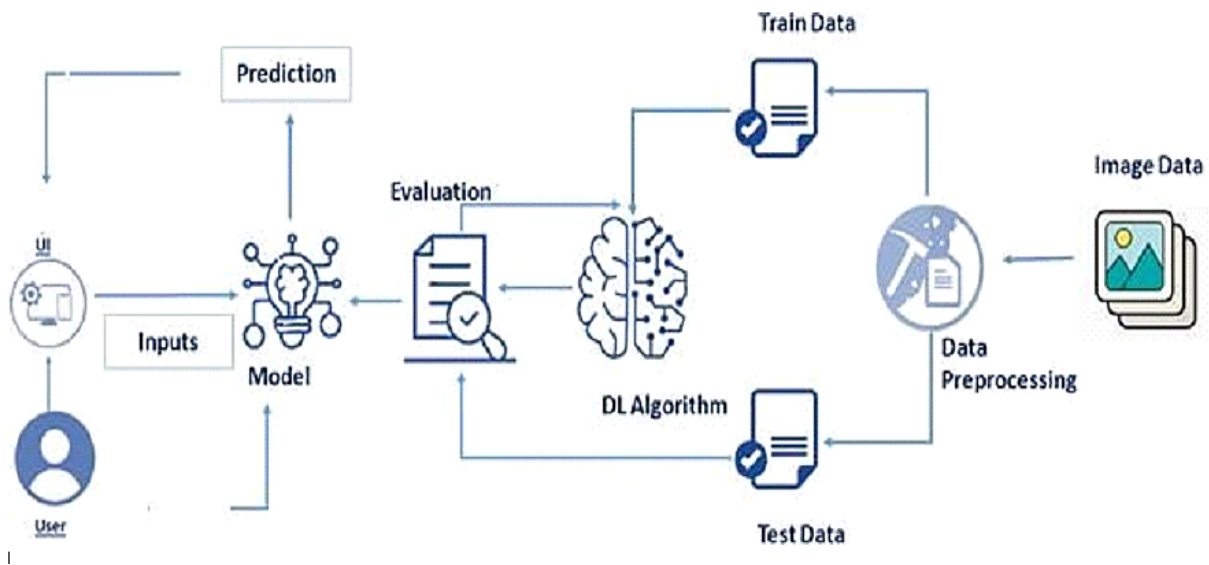 Train Data
Prediction
Image Data
Evaluation
UI
Inputs
Model
Data
Preprocessing
DL Algorithm
User
Test Data